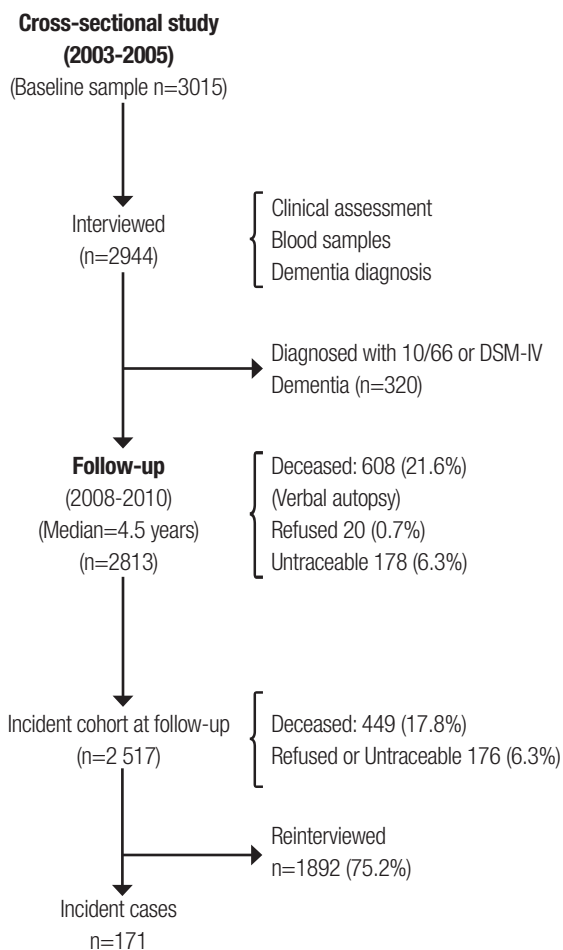 Cross-sectional study
(2003-2005)
(Baseline sample n=3015)
Interviewed
(n=2944)
Clinical assessment
Blood samples
Dementia diagnosis
Diagnosed with 10/66 or DSM-IV
Dementia (n=320)
Follow-up
(2008-2010)
(Median=4.5 years)
(n=2813)
Deceased: 608 (21.6%)
(Verbal autopsy)
Refused 20 (0.7%)
Untraceable 178 (6.3%)
Incident cohort at follow-up
(n=2 517)
Deceased: 449 (17.8%)
Refused or Untraceable 176 (6.3%)
Reinterviewed
n=1892 (75.2%)
Incident cases
n=171